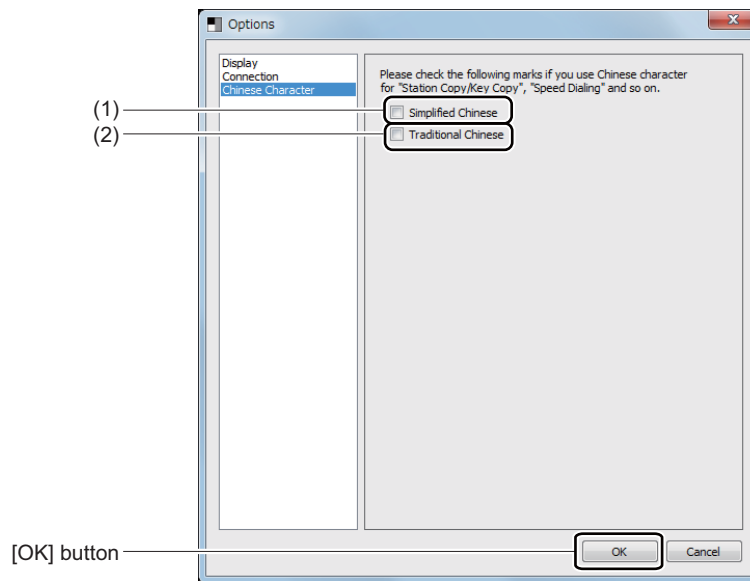 Options
Display
Connection
Chinese Character
Please check the following marks if you use Chinese character
for "Station Copy/Key Copy", "Speed Dialing" and so on.
(1)
Simplified Chinese
(2)
Traditional Chinese
[OK] button
OK
Cancel